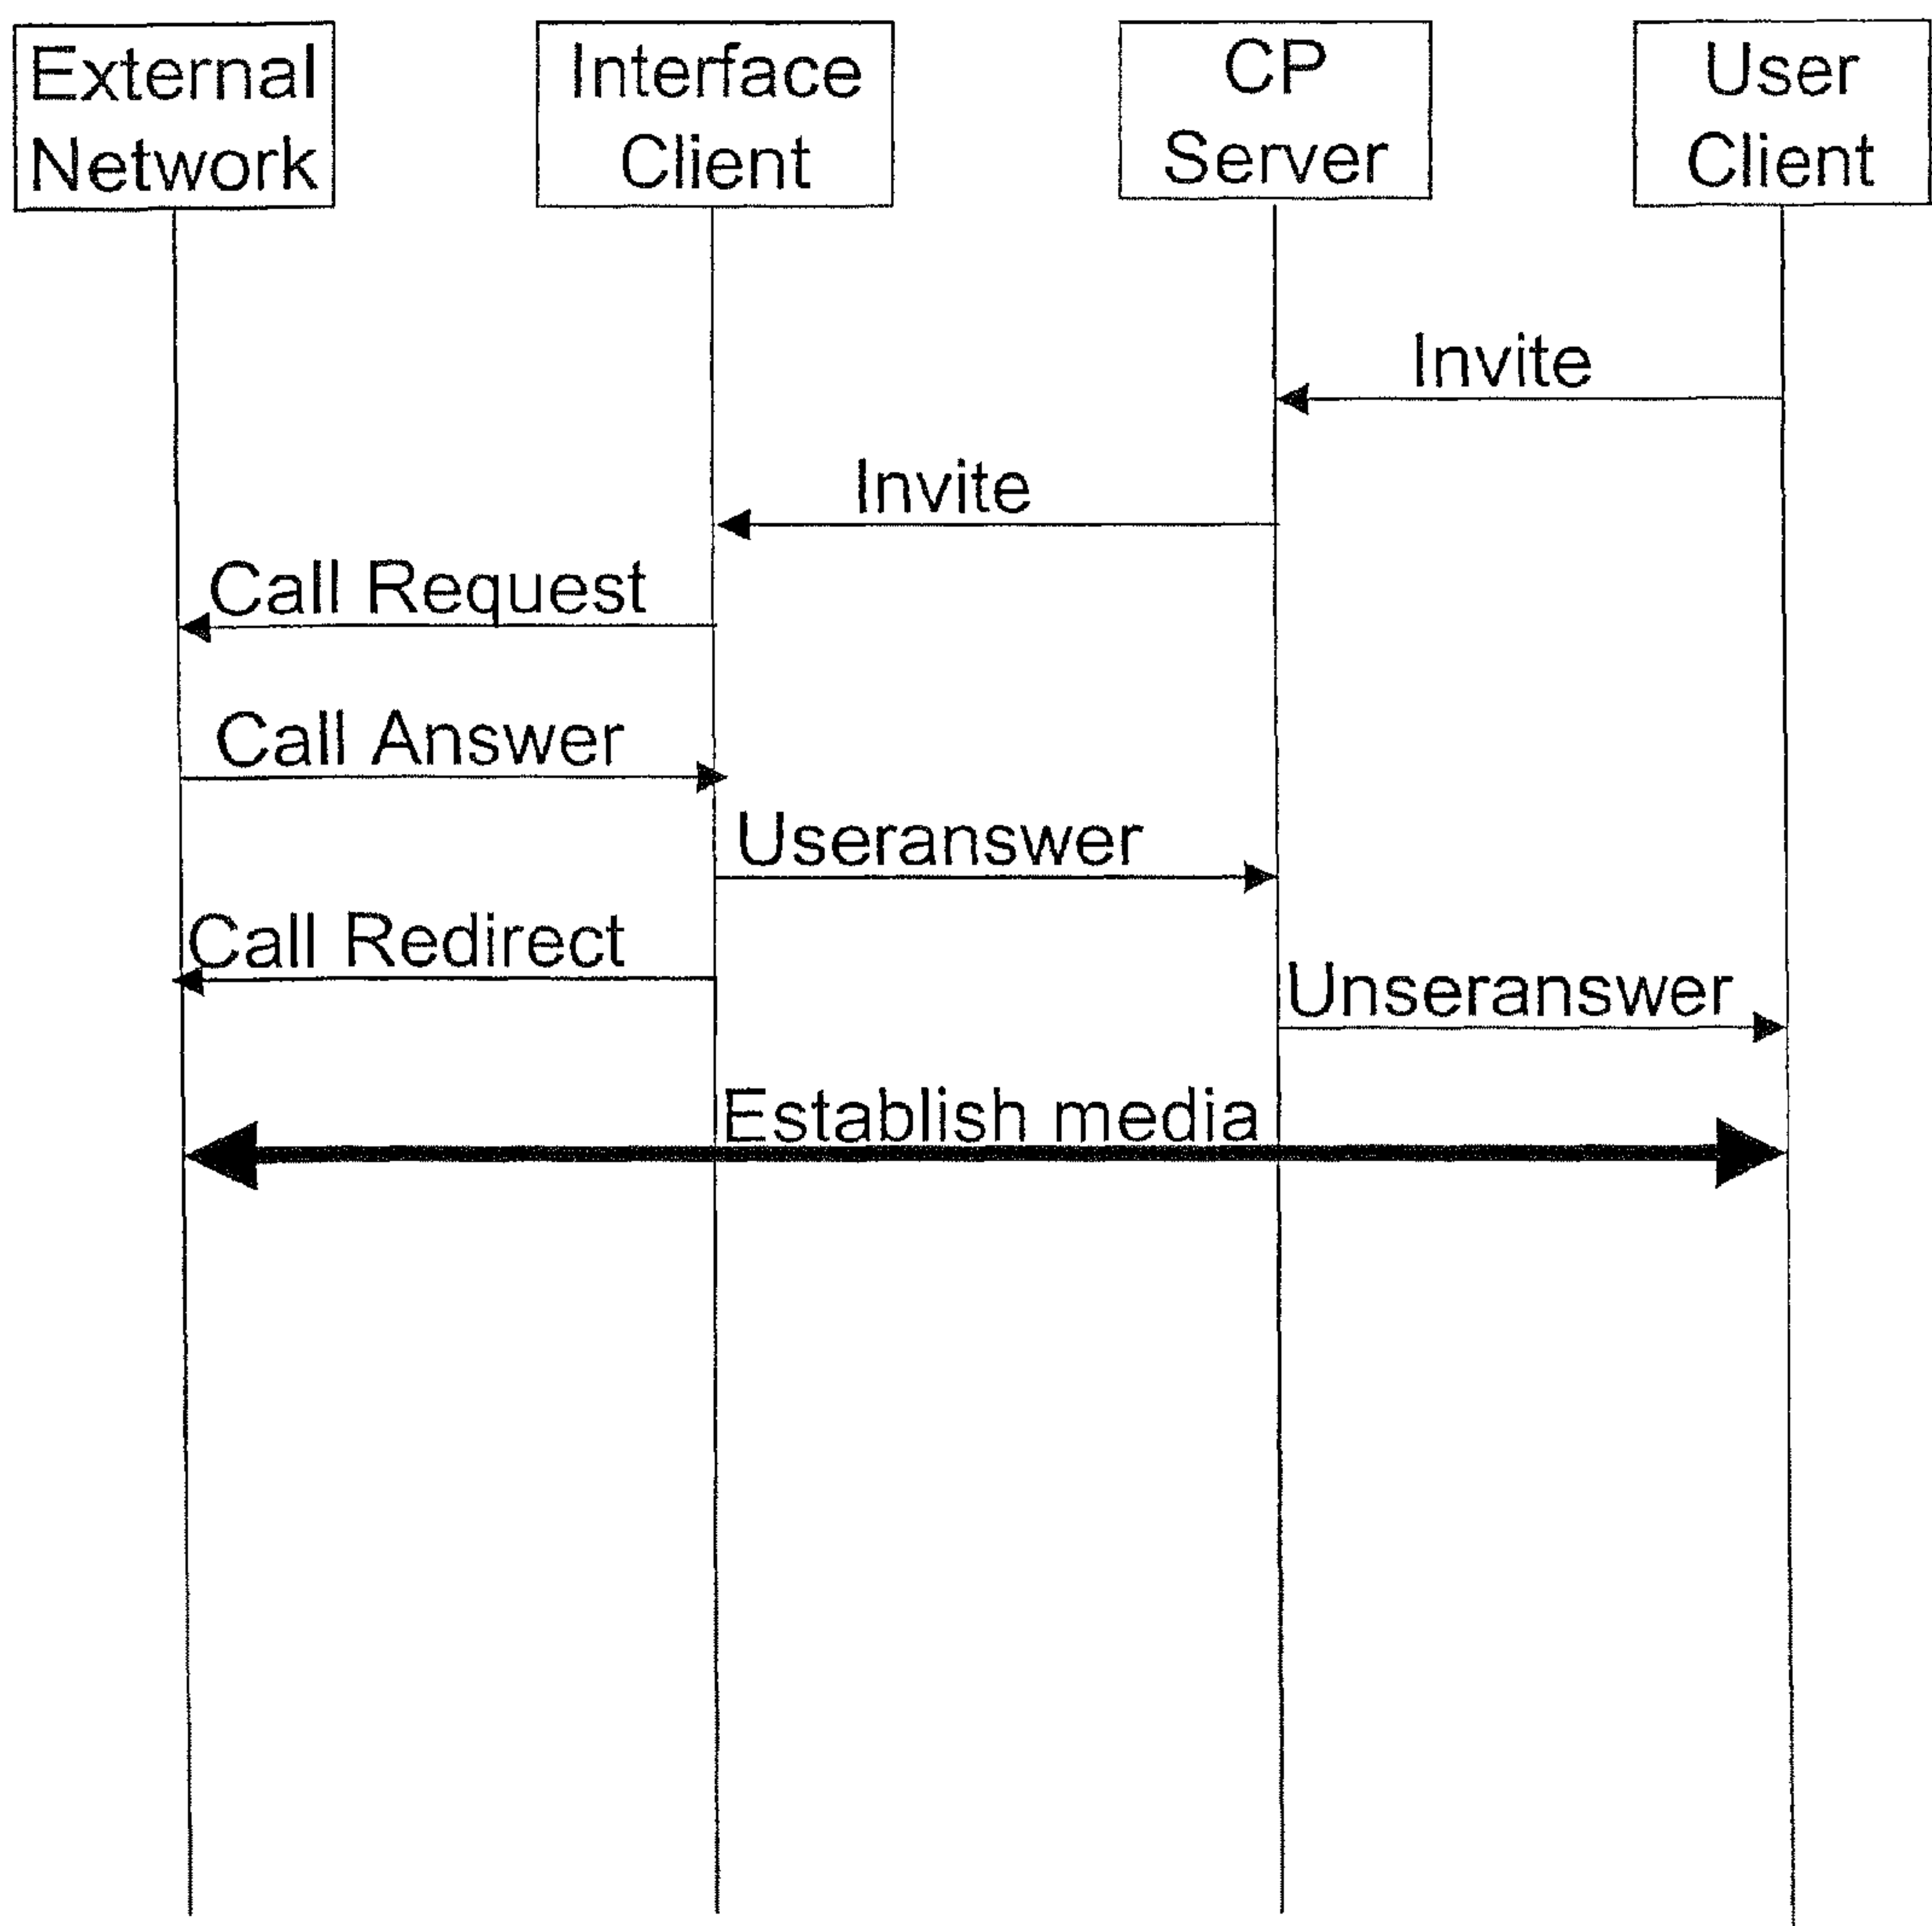 External
Network
Interface
Client
CP
Server
User
Client
Invite
Invite
Call Request
Call Answer
Useranswer
Call Redirect
Unseranswer
Establish media